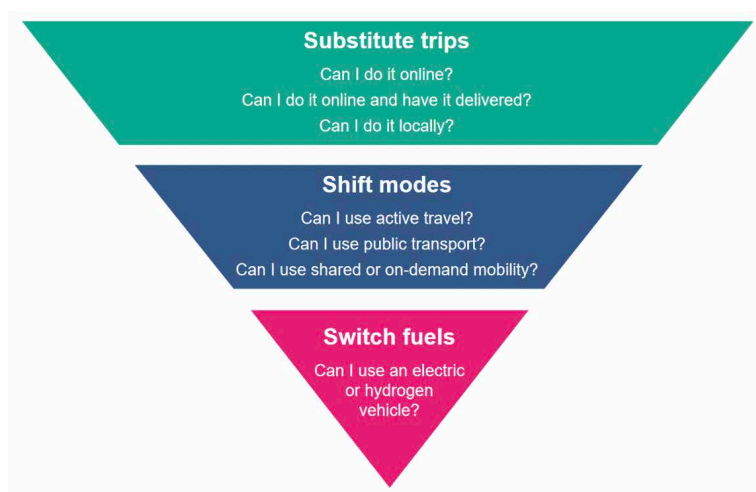 Substitute trips
Can I do it online?
Can I do it online and have it delivered?
Can I do it locally?
Shift modes
Can I use active travel?
Can I use public transport?
Can I use shared or on-demand mobility?
Switch fuels
Can I use an electric
or hydrogen
vehicle?